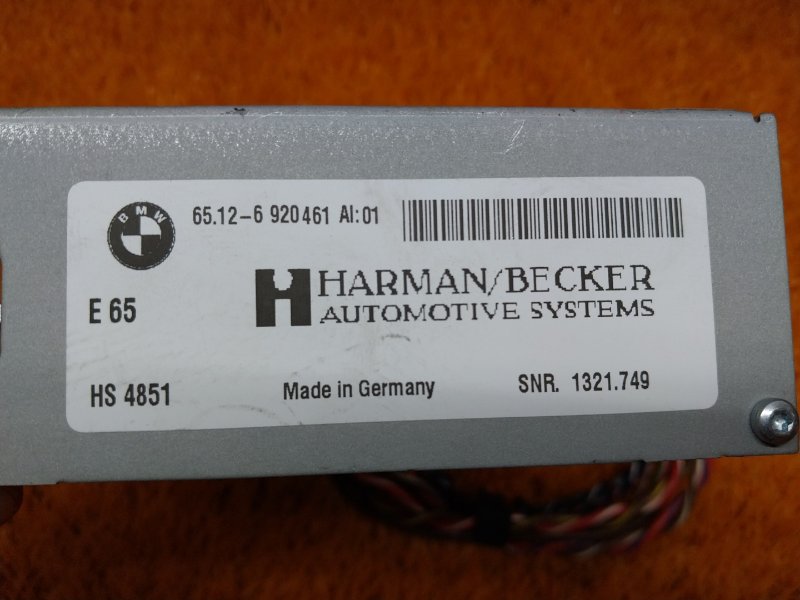 BMW
65.12-6 920461 AI:01
E 65
HARMAN/BECKER
AUTOMOTIVE SYSTEMS
HS 4851
Made in Germany
SNR. 1321.749